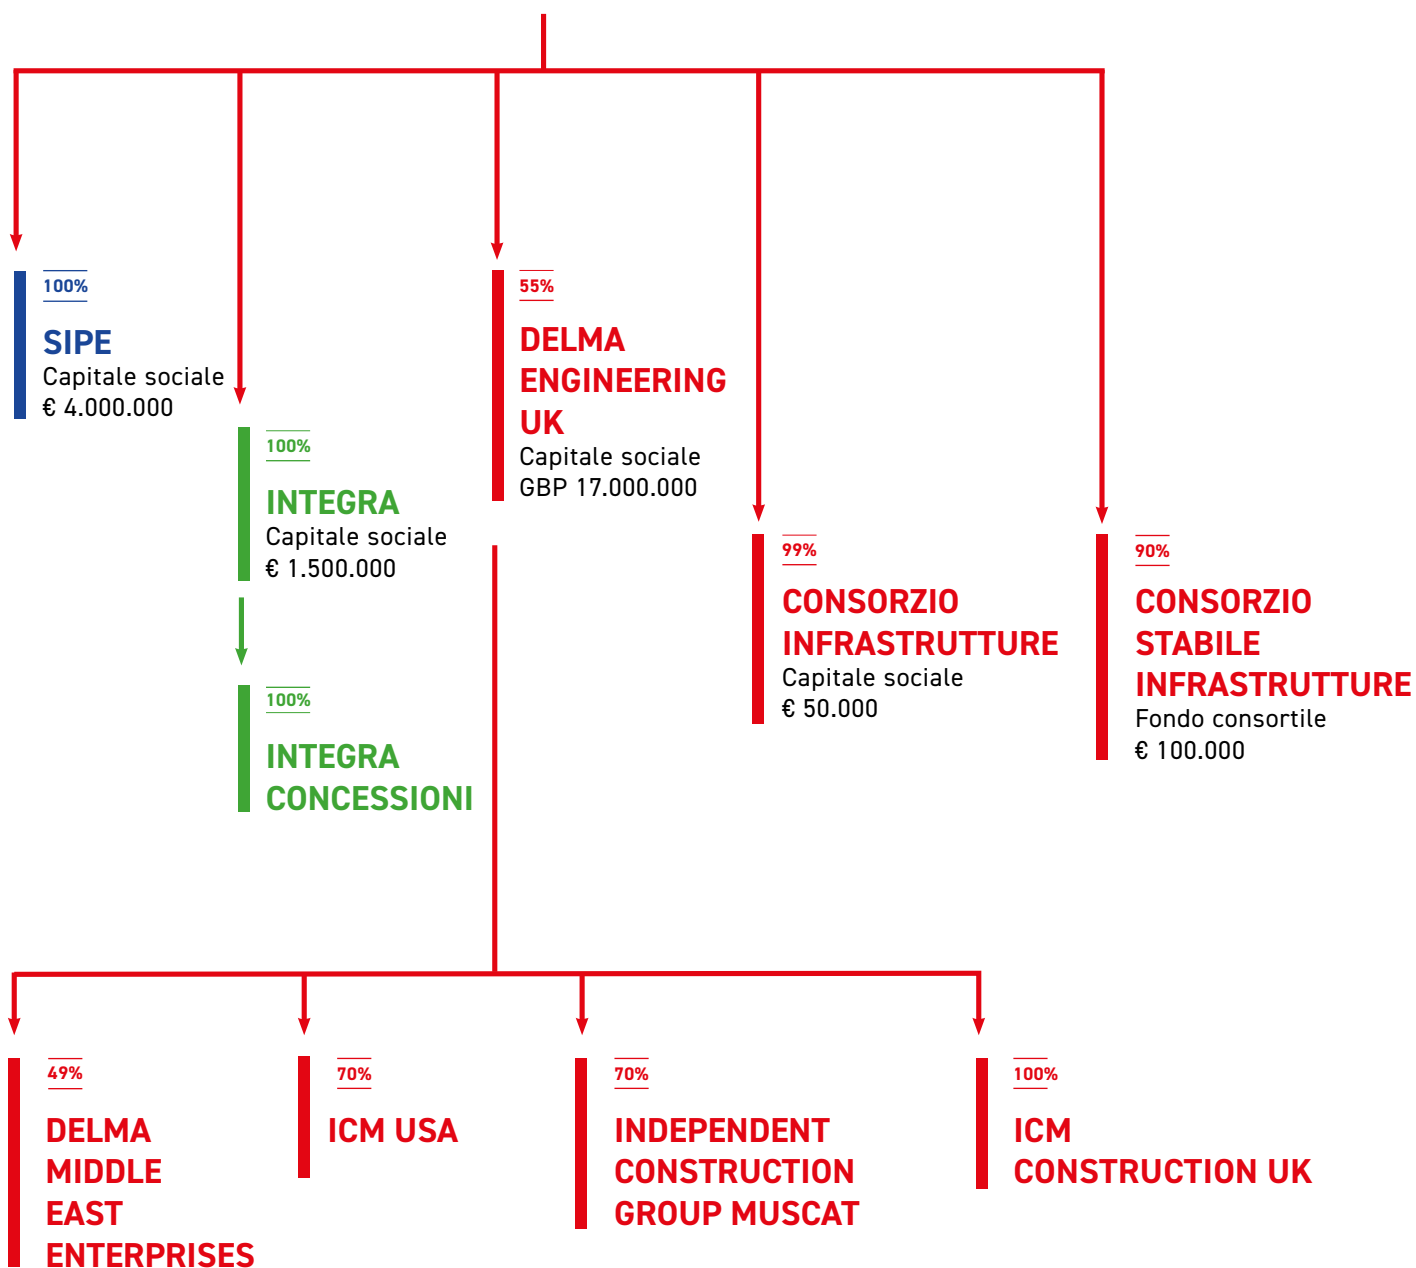 100%
SIPE
Capitale sociale
€ 4.000.000
100%
INTEGRA
Capitale sociale
€ 1.500.000
100%
INTEGRA
CONCESSIONI
55%
DELMA
ENGINEERING
UK
Capitale sociale
GBP 17.000.000
99%
CONSORZIO
INFRASTRUTTURE
Capitale sociale
€ 50.000
90%
CONSORZIO
STABILE
INFRASTRUTTURE
Fondo consortile
€ 100.000
49%
DELMA
MIDDLE
EAST
ENTERPRISES
70%
ICM USA
70%
INDEPENDENT
CONSTRUCTION
GROUP MUSCAT
100%
ICM
CONSTRUCTION UK